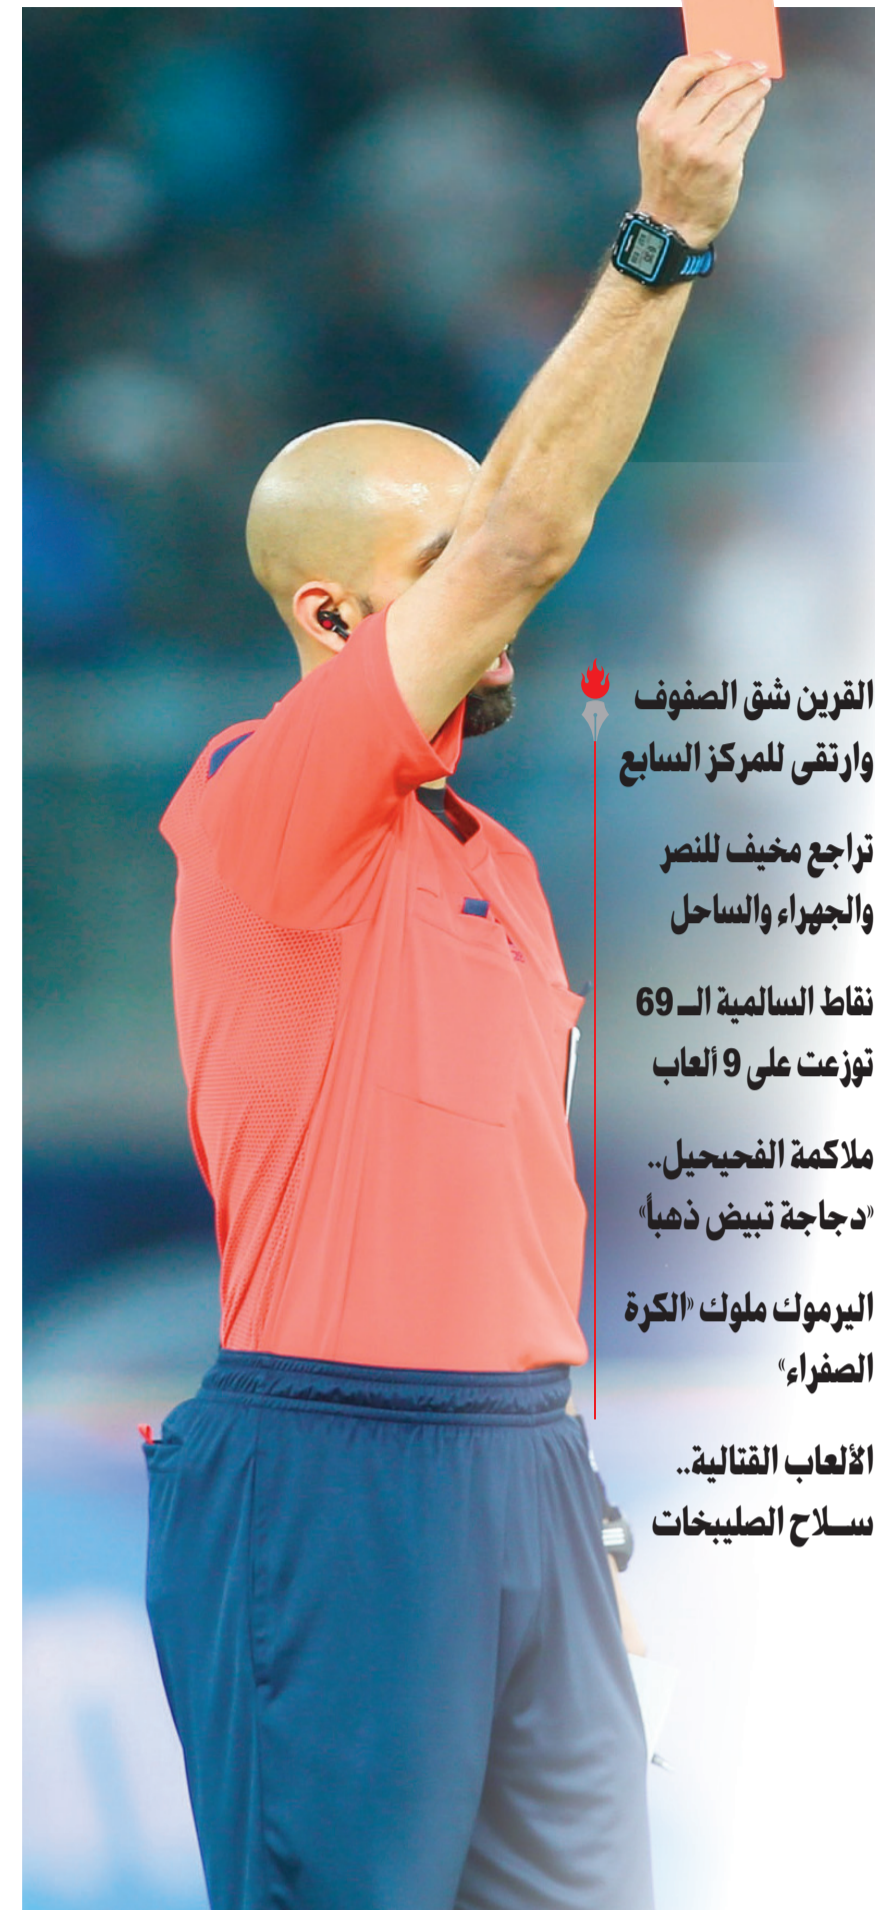 القرين شق الصفوف
وارتقى للمركز السابع
تراجع مخيف للنصر
والجهراء والساحل
نقاط السالمية الـ 69
توزعت على 9 ألعاب
ملاكمة الفحيحيل..
«دجاجة تبيض ذهباً»
اليرموك ملوك «الكرة
الصفراء»
الألعاب القتالية..
سـلاح الصليبخات